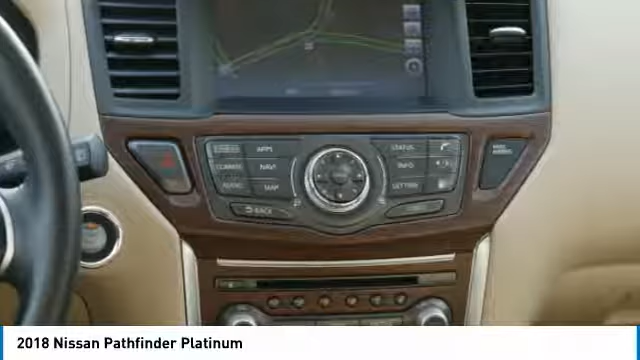 APPS
STATUS
NAVI
INFO
MAP
SETTING
BACK
2018 Nissan Pathfinder Platinum